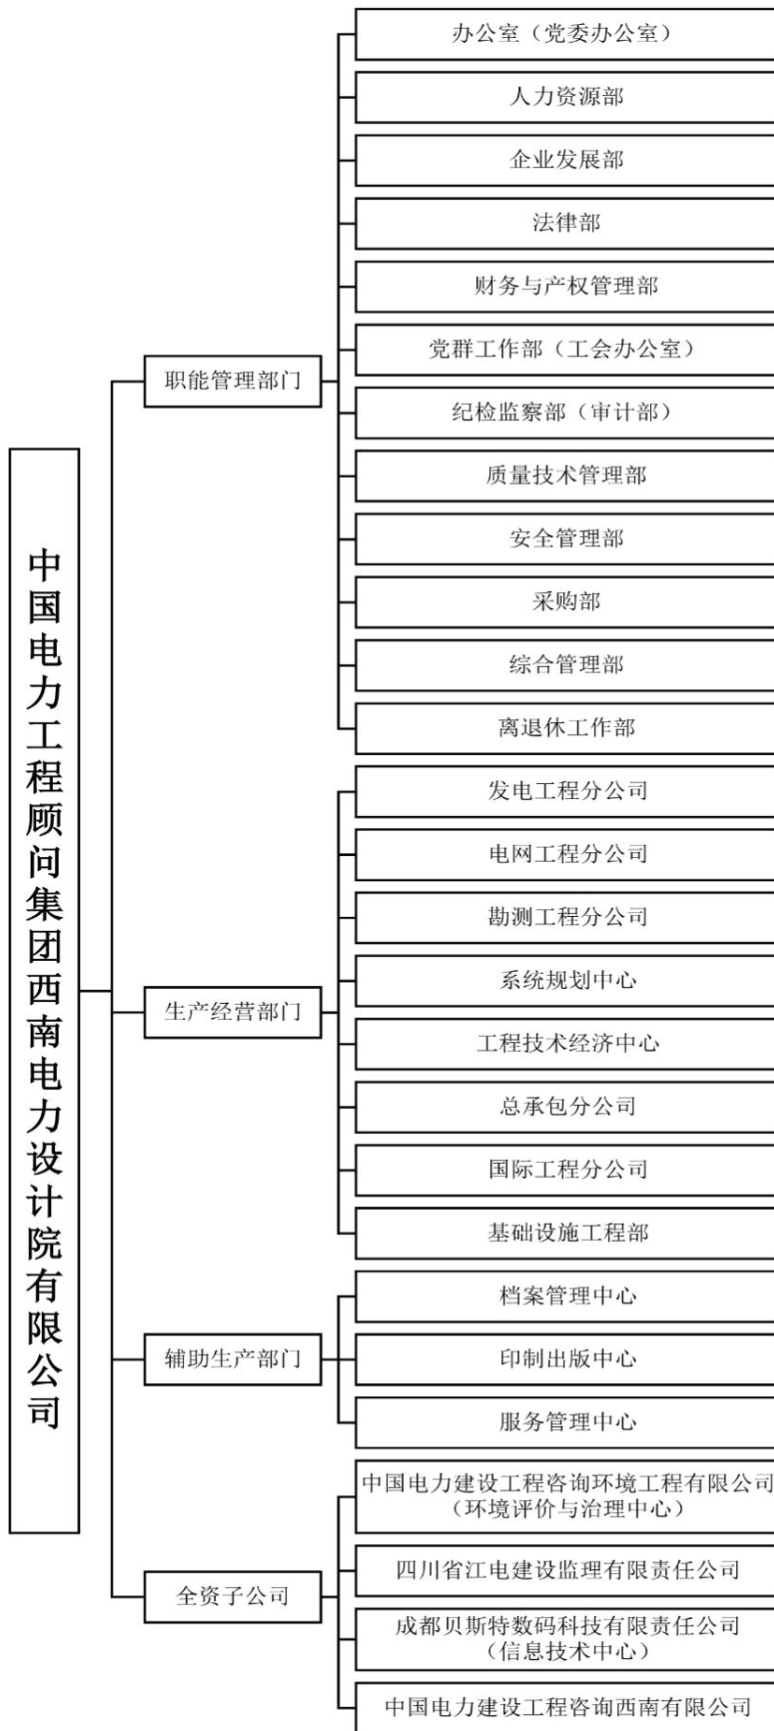 中国电力工程顾问集团西南电力设计院有限公司
职能管理部门
办公室（党委办公室）
人力资源部
企业发展部
法律部
财务与产权管理部
党群工作部（工会办公室）
纪检监察部（审计部）
质量技术管理部
安全管理部
采购部
综合管理部
离退休工作部
生产经营部门
发电工程分公司
电网工程分公司
勘测工程分公司
系统规划中心
工程技术经济中心
总承包分公司
国际工程分公司
基础设施工程部
辅助生产部门
档案管理中心
印制出版中心
服务管理中心
全资子公司
中国电力建设工程咨询环境工程有限公司
（环境评价与治理中心）
四川省江电建设监理有限责任公司
成都贝斯特数码科技有限责任公司
（信息技术中心）
中国电力建设工程咨询西南有限公司